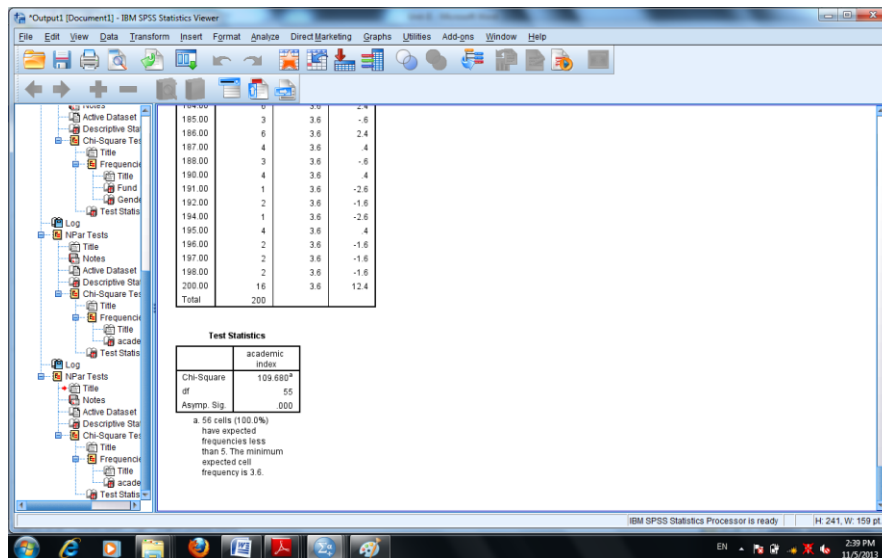 *Output1 [Document1] - IBM SPSS Statistics Viewer
File Edit View Data Transform Insert Format Analyze Direct Marketing Graphs Utilities Add-ons Window Help
Notes
Active Dataset
Descriptive Sta
Chi-Square Tes
Title
Frequencie
Title
Fund
Gende
Test Statis
Log
NPar Tests
Title
Notes
Active Dataset
Descriptive Sta
Chi-Square Tes
Title
Frequencie
Title
acade
Test Statis
Log
NPar Tests
Title
Notes
Active Dataset
Descriptive Sta
Chi-Square Tes
Title
Frequencie
Title
acade
Test Statis
184.00 6 3.6 2.4
185.00 3 3.6 -.6
186.00 6 3.6 2.4
187.00 4 3.6 .4
188.00 3 3.6 -.6
190.00 4 3.6 .4
191.00 1 3.6 -2.6
192.00 2 3.6 -1.6
194.00 1 3.6 -2.6
195.00 4 3.6 .4
196.00 2 3.6 -1.6
197.00 2 3.6 -1.6
198.00 2 3.6 -1.6
200.00 16 3.6 12.4
Total 200
Test Statistics
academic
index
Chi-Square 109.680a
df 55
Asymp. Sig. .000
a. 56 cells (100.0%)
have expected
frequencies less
than 5. The minimum
expected cell
frequency is 3.6.
IBM SPSS Statistics Processor is ready H: 241, W: 159 pt.
EN 2:39 PM
11/5/2013